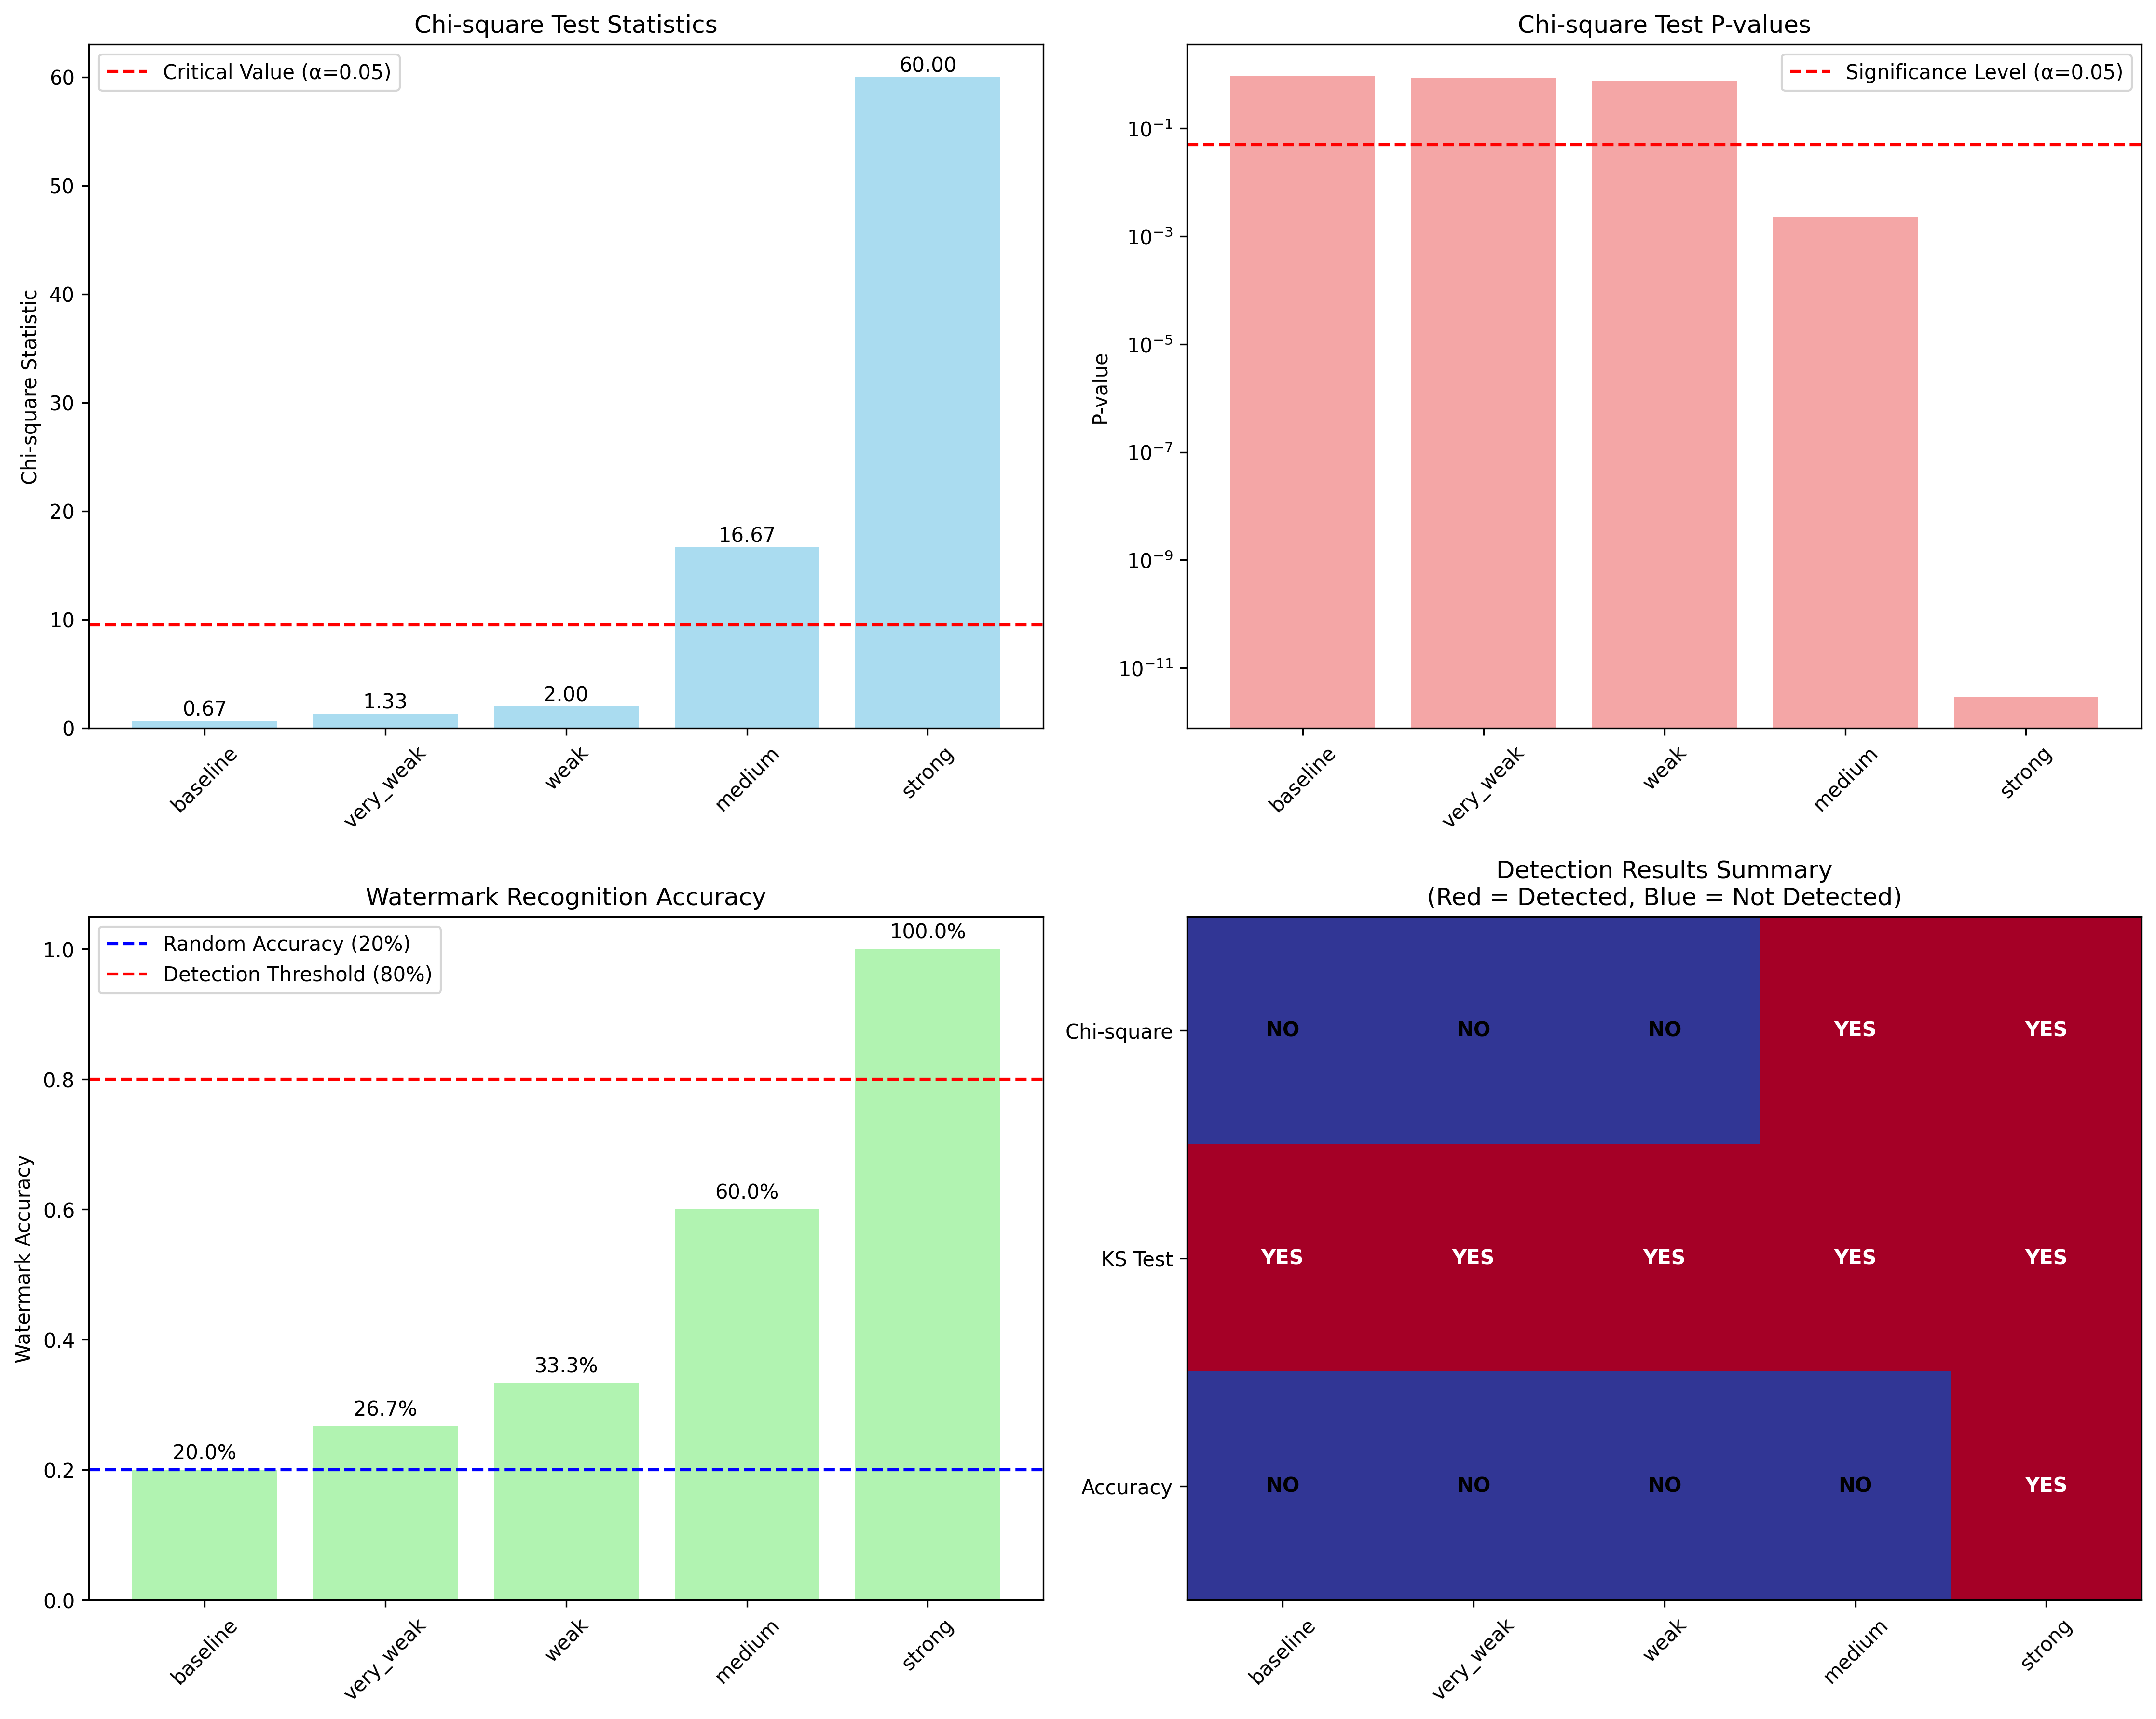 Chi-square Test Statistics
Critical Value (α=0.05)
Chi-square Statistic
60
50
40
30
20
10
0
0.67
1.33
2.00
16.67
60.00
baseline
very_weak
weak
medium
strong
Chi-square Test P-values
Significance Level (α=0.05)
P-value
10⁻¹
10⁻³
10⁻⁵
10⁻⁷
10⁻⁹
10⁻¹¹
baseline
very_weak
weak
medium
strong
Watermark Recognition Accuracy
Random Accuracy (20%)
Detection Threshold (80%)
Watermark Accuracy
1.0
0.8
0.6
0.4
0.2
0.0
20.0%
26.7%
33.3%
60.0%
100.0%
baseline
very_weak
weak
medium
strong
Detection Results Summary
(Red = Detected, Blue = Not Detected)
Chi-square NO NO NO YES YES
KS Test YES YES YES YES YES
Accuracy NO NO NO NO YES
baseline
very_weak
weak
medium
strong